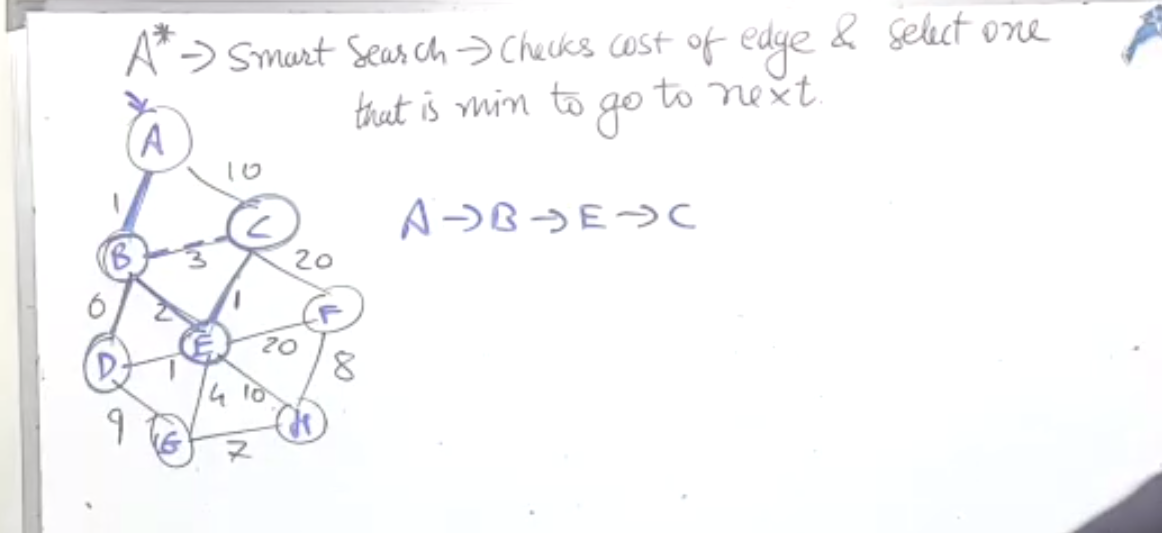 A* → Smart Search → Checks cost of edge & select one
that is min to go to next.
A
10
1
C
A → B → E → C
B
3
20
6
2
1
F
E
D
1
20
8
4
10
9
G
7
H